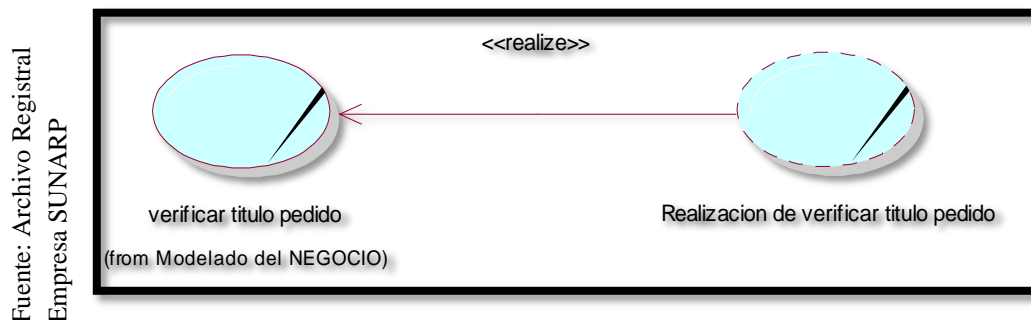 Fuente: Archivo Registral
Empresa SUNARP
<<realize>>
verificar titulo pedido
(from Modelado del NEGOCIO)
Realizacion de verificar titulo pedido